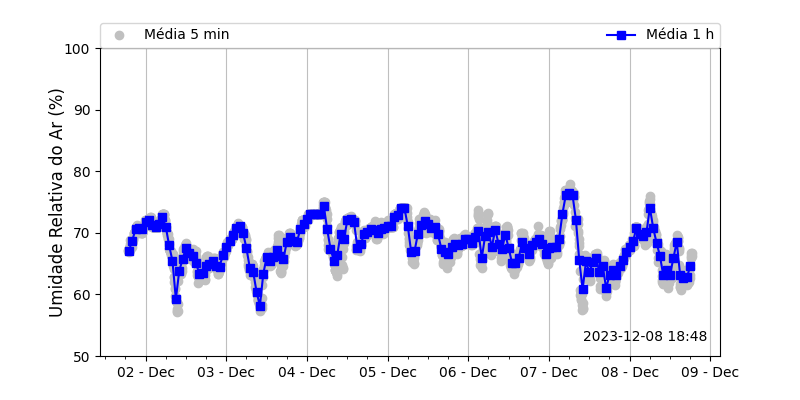 Média 5 min
Média 1 h
Umidade Relativa do Ar (%)
100
90
80
70
60
50
2023-12-08 18:48
02 - Dec
03 - Dec
04 - Dec
05 - Dec
06 - Dec
07 - Dec
08 - Dec
09 - Dec